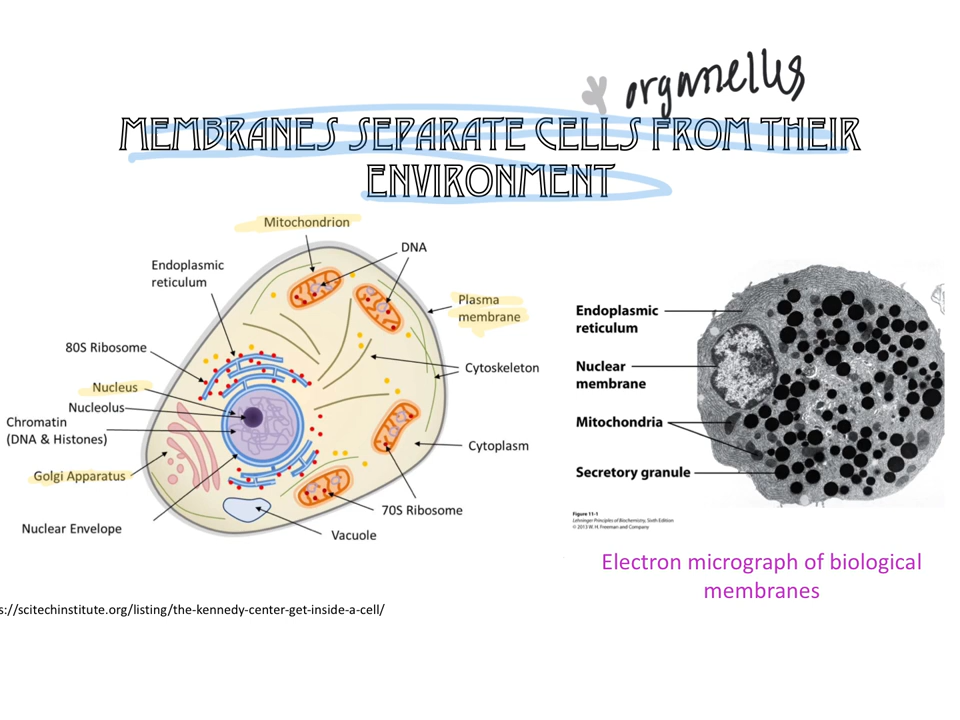 organelles
MEMBRANES SEPARATE CELLS FROM THEIR
ENVIRONMENT
Mitochondrion
DNA
Endoplasmic
reticulum
Plasma
membrane
80S Ribosome
Cytoskeleton
Nucleus
Nucleolus
Chromatin
(DNA & Histones)
Cytoplasm
Golgi Apparatus
70S Ribosome
Nuclear Envelope
Vacuole
Endoplasmic
reticulum
Nuclear
membrane
Mitochondria
Secretory granule
Figure 11-1
Lehninger Principles of Biochemistry, Sixth Edition
© 2013 W. H. Freeman and Company
Electron micrograph of biological
membranes
s://scitechinstitute.org/listing/the-kennedy-center-get-inside-a-cell/